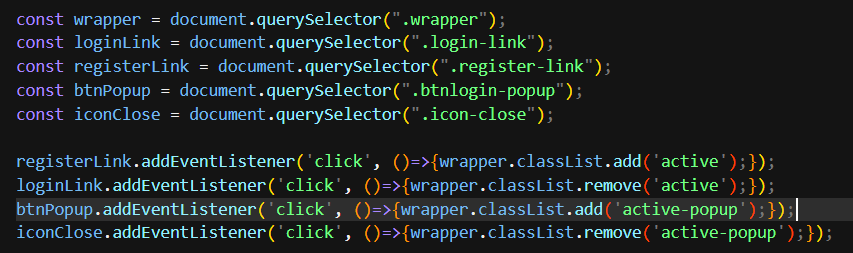 const wrapper = document.querySelector(".wrapper");
const loginLink = document.querySelector(".login-link");
const registerLink = document.querySelector(".register-link");
const btnPopup = document.querySelector(".btnlogin-popup");
const iconClose = document.querySelector(".icon-close");

registerLink.addEventListener('click', ()=>{wrapper.classList.add('active');});
loginLink.addEventListener('click', ()=>{wrapper.classList.remove('active');});
btnPopup.addEventListener('click', ()=>{wrapper.classList.add('active-popup');});
iconClose.addEventListener('click', ()=>{wrapper.classList.remove('active-popup');});